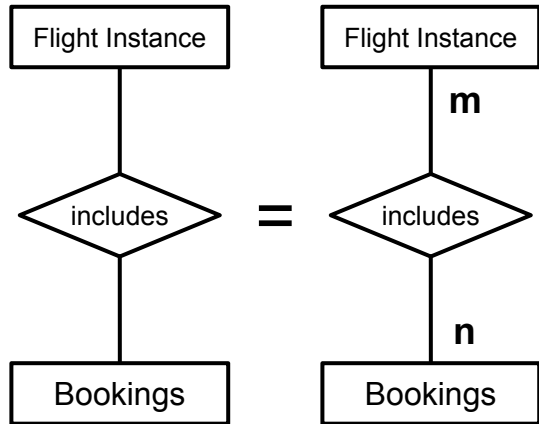 Flight Instance
includes
Bookings
=
Flight Instance
m
includes
n
Bookings